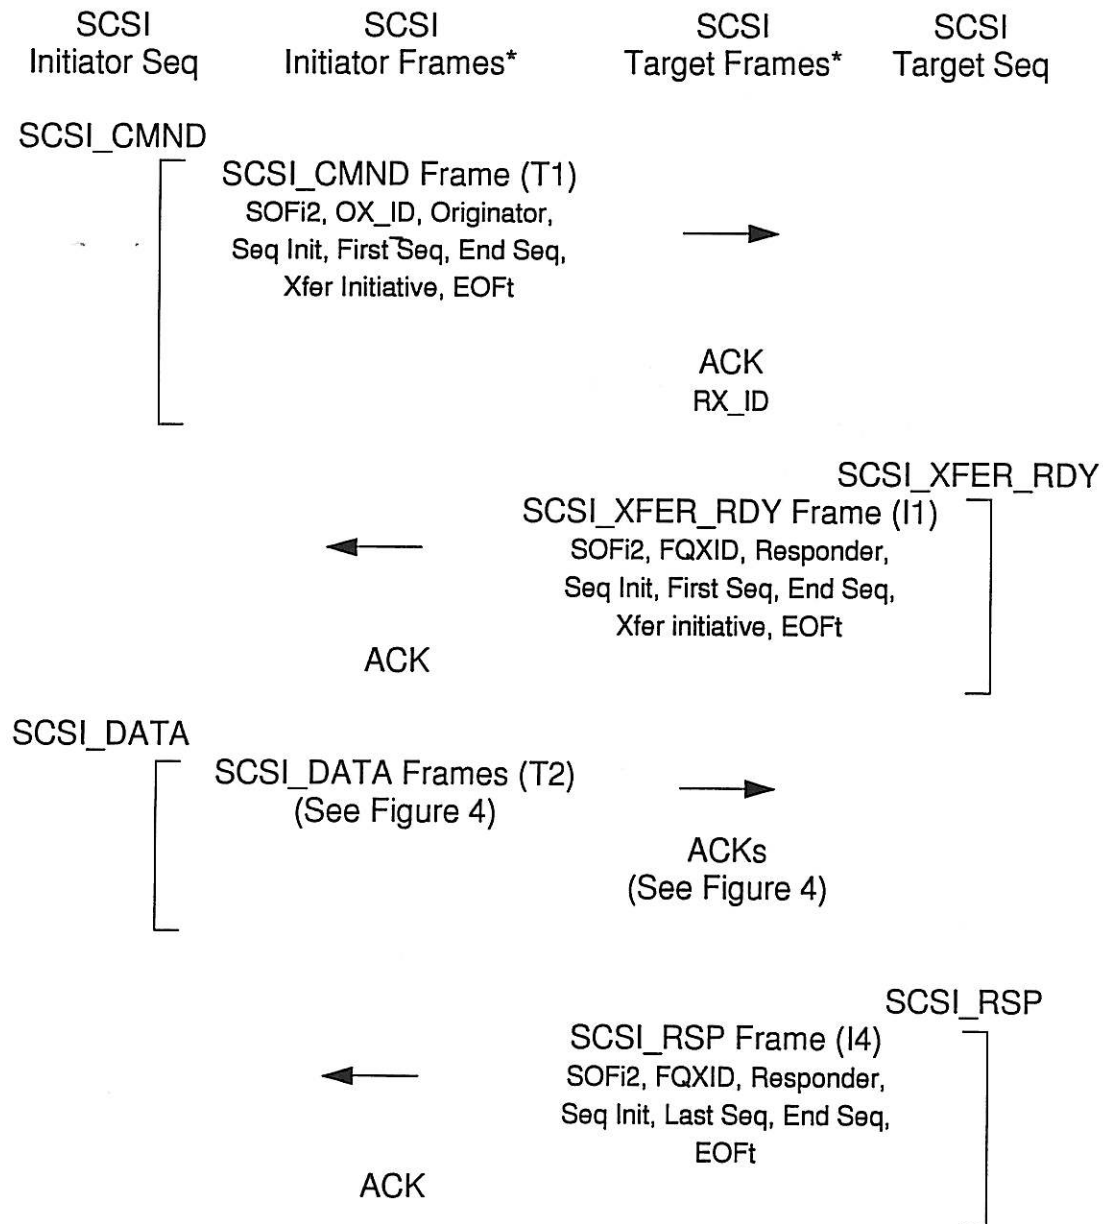 SCSI
Initiator Seq
SCSI
Initiator Frames*
SCSI
Target Frames*
SCSI
Target Seq
SCSI_CMND
SCSI_CMND Frame (T1)
SOFi2, OX_ID, Originator,
Seq Init, First Seq, End Seq,
Xfer Initiative, EOFt
ACK
RX_ID
SCSI_XFER_RDY
SCSI_XFER_RDY Frame (I1)
SOFi2, FQXID, Responder,
Seq Init, First Seq, End Seq,
Xfer initiative, EOFt
ACK
SCSI_DATA
SCSI_DATA Frames (T2)
(See Figure 4)
ACKs
(See Figure 4)
SCSI_RSP
SCSI_RSP Frame (I4)
SOFi2, FQXID, Responder,
Seq Init, Last Seq, End Seq,
EOFt
ACK